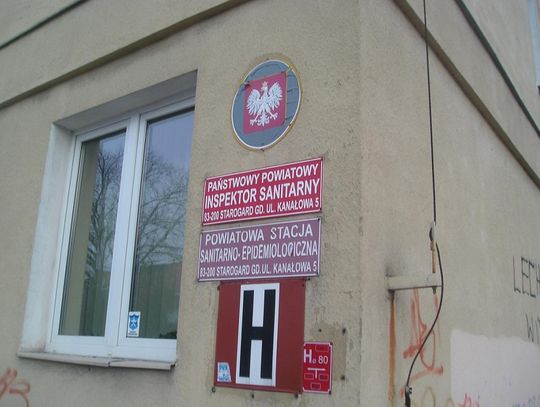 PAŃSTWOWY POWIATOWY
INSPEKTOR SANITARNY
83-200 STAROGARD GD. UL. KANAŁOWA 5
POWIATOWA STACJA
SANITARNO-EPIDEMIOLOGICZNA
83-200 STAROGARD GD. UL. KANAŁOWA 5
H
H 80
LECH